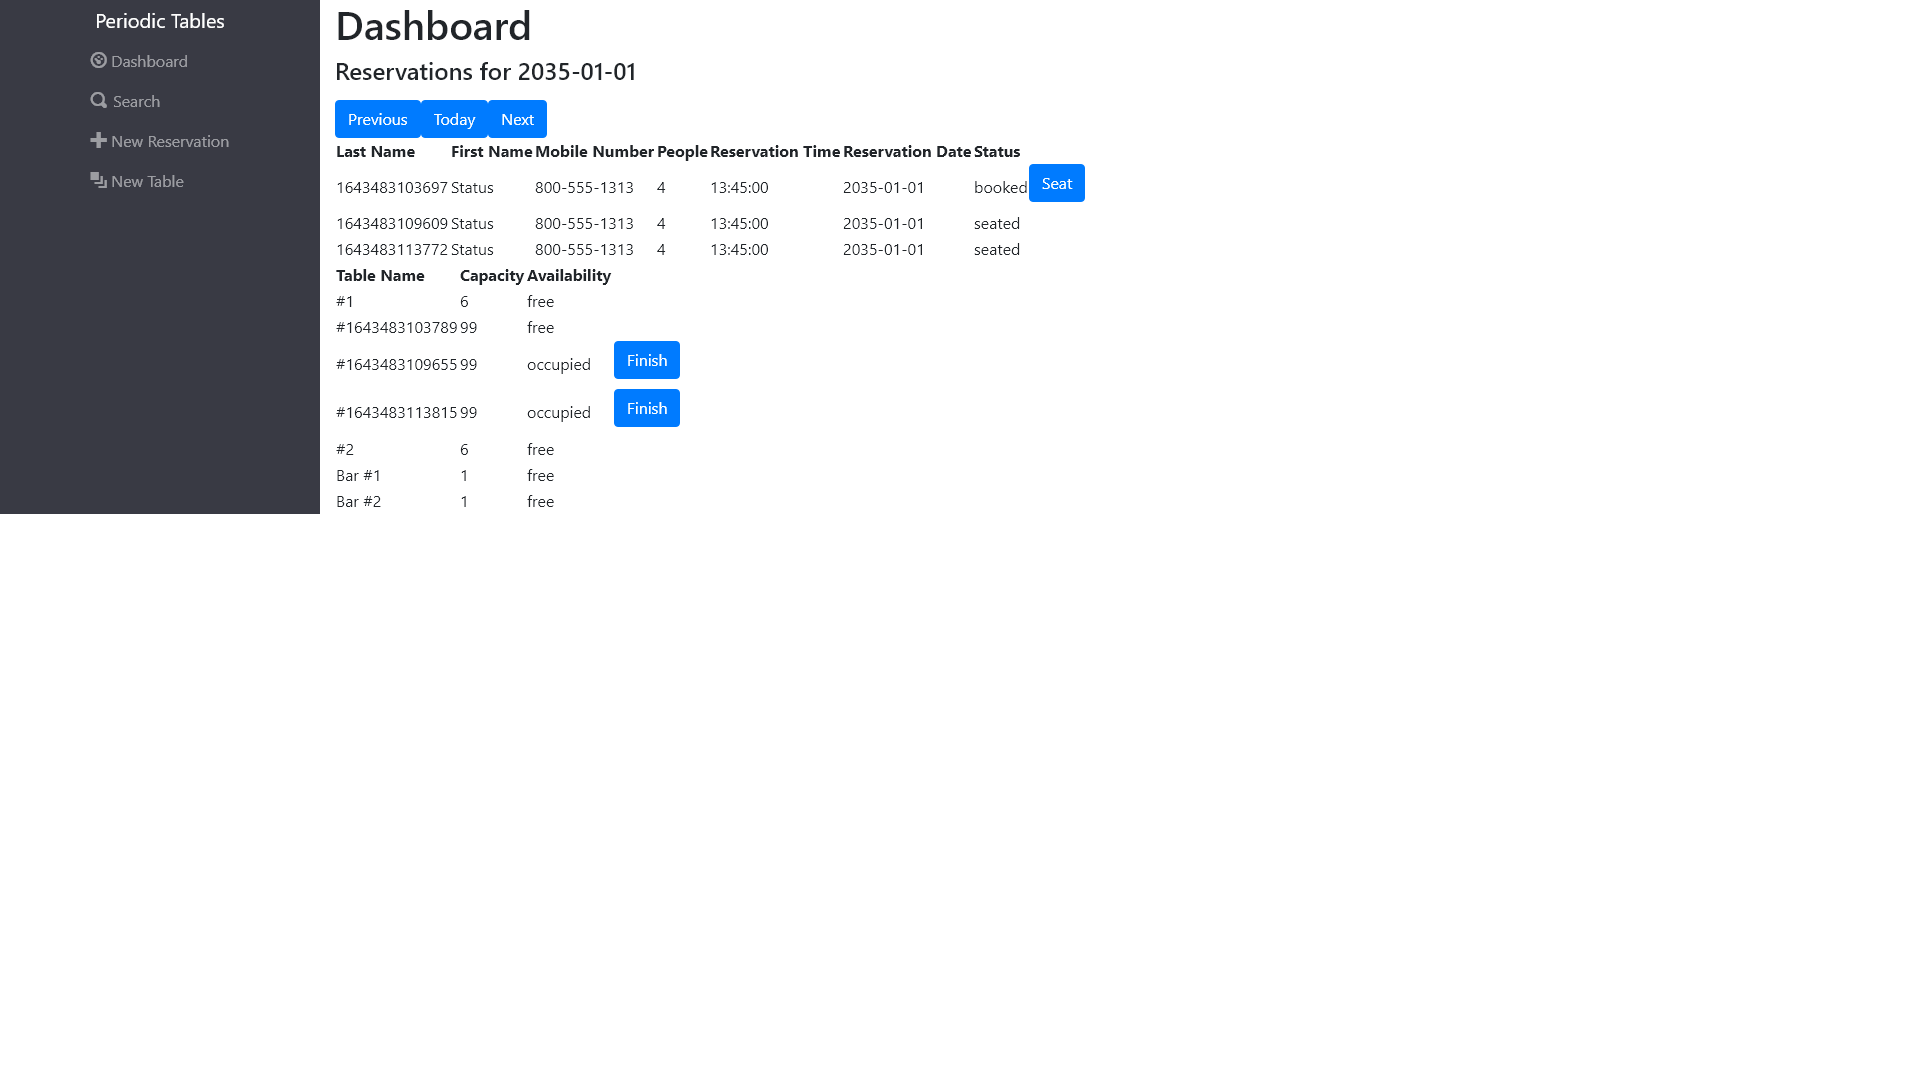 Periodic Tables
Dashboard
Search
New Reservation
New Table
Dashboard
Reservations for 2035-01-01
Previous Today Next
Last Name First Name Mobile Number People Reservation Time Reservation Date Status
1643483103697 Status 800-555-1313 4 13:45:00 2035-01-01 booked Seat
1643483109609 Status 800-555-1313 4 13:45:00 2035-01-01 seated
1643483113772 Status 800-555-1313 4 13:45:00 2035-01-01 seated
Table Name Capacity Availability
#1 6 free
#1643483103789 99 free
#1643483109655 99 occupied Finish
#1643483113815 99 occupied Finish
#2 6 free
Bar #1 1 free
Bar #2 1 free